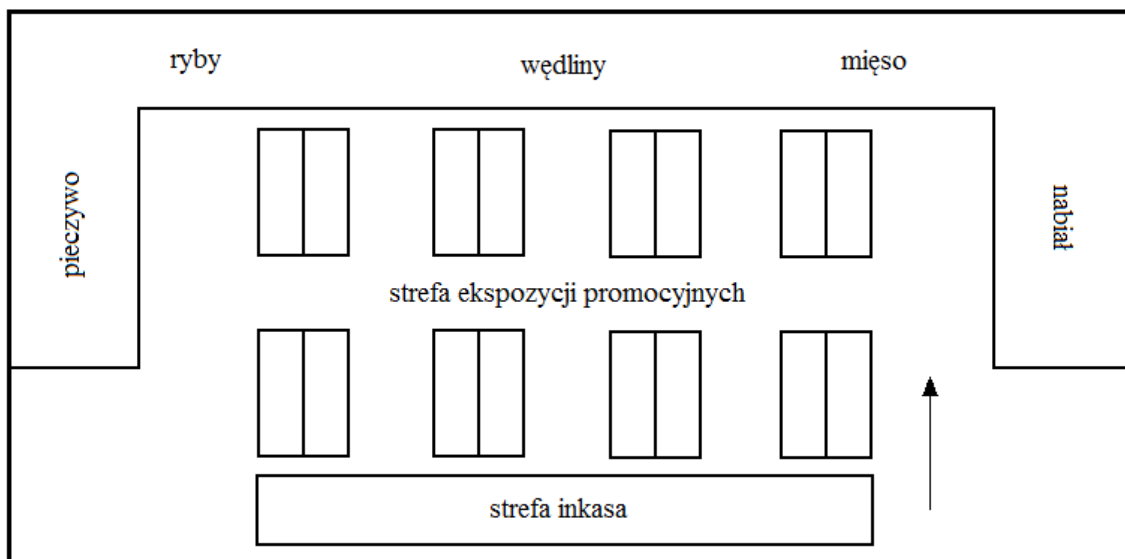 ryby
wędliny
mięso
pieczywo
nabiał
strefa ekspozycji promocyjnych
strefa inkasa